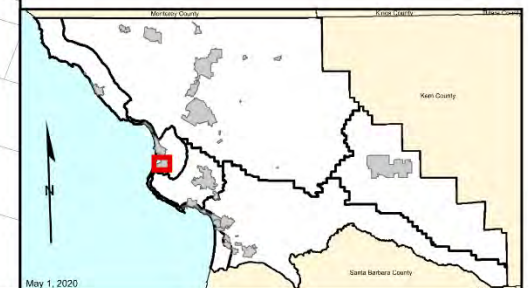 Monterey County
Kings County
Kern County
N
Santa Barbara County
May 1, 2020